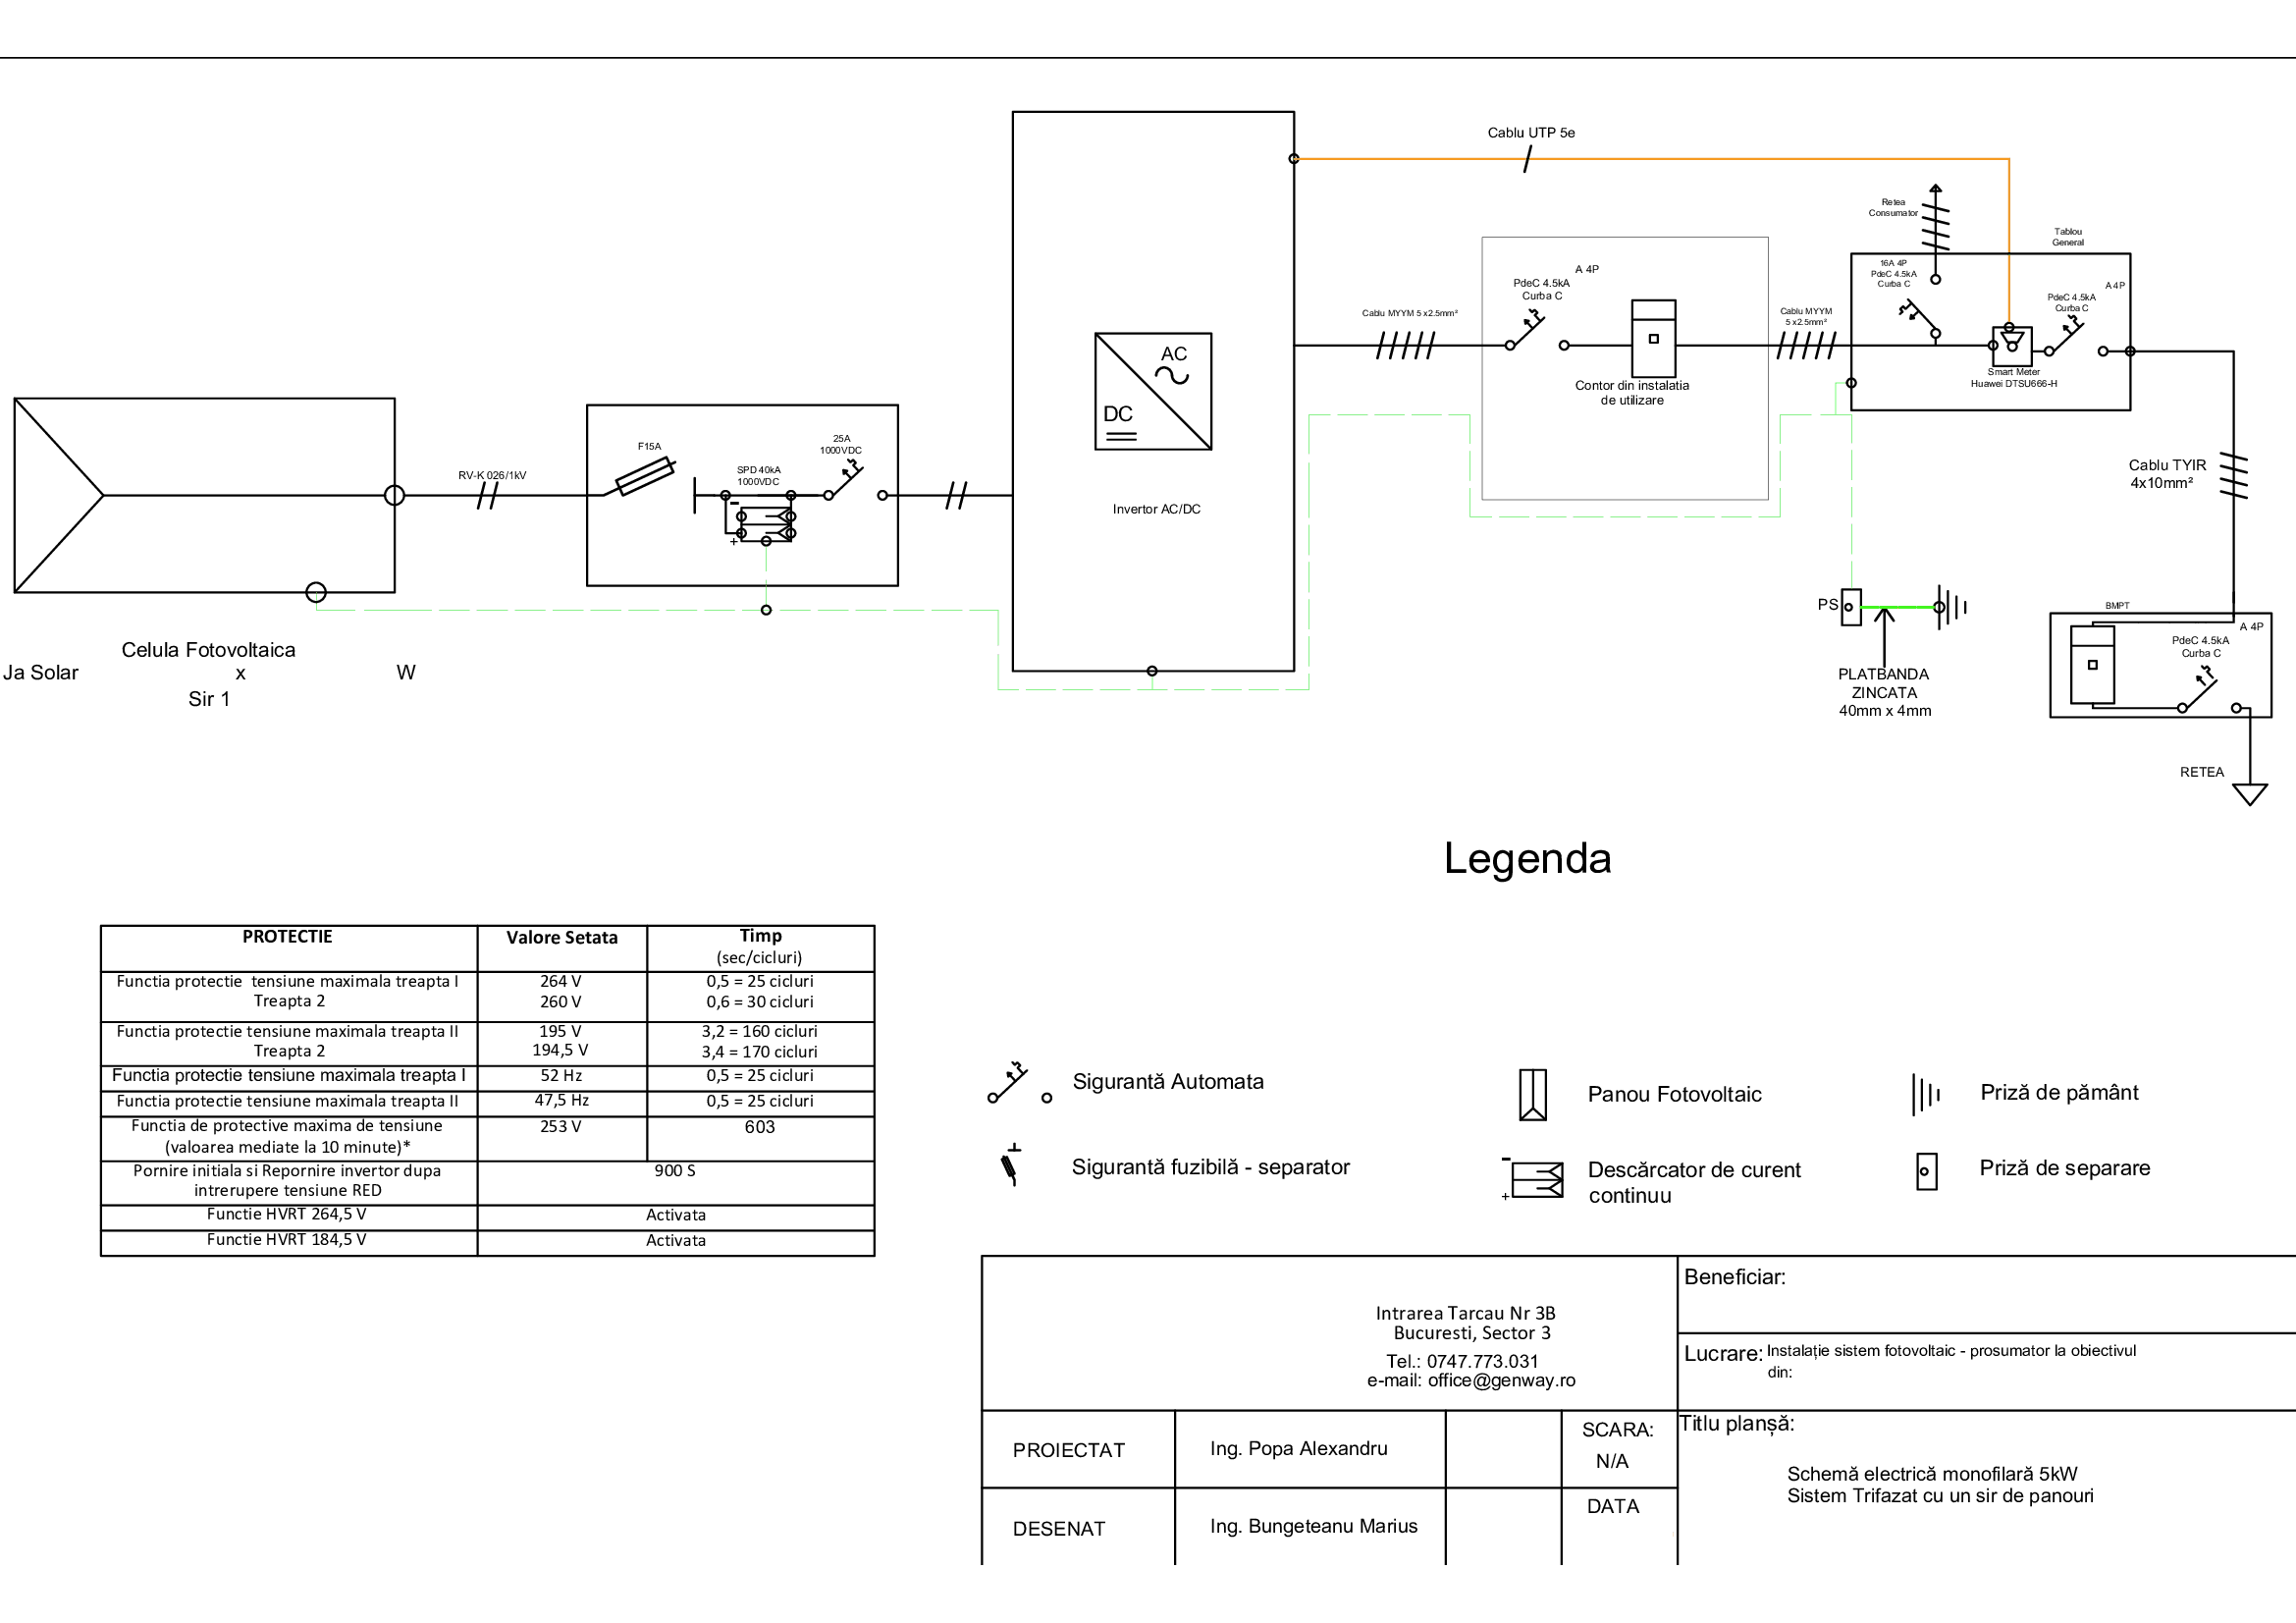 Cablu UTP 5e
Retea
Consumator
Tablou
General
16A 4P
PdeC 4.5kA
Curba C
A 4P
PdeC 4.5kA
Curba C
A 4P
PdeC 4.5kA
Curba C
Cablu MYYM 5 x2.5mm²
Cablu MYYM
5 x2.5mm²
Smart Meter
Huawei DTSU666-H
Contor din instalatia
de utilizare
AC
DC
Invertor AC/DC
F15A
25A
1000VDC
SPD 40kA
1000VDC
-
+
RV-K 026/1kV
Cablu TYIR
4x10mm²
PS
PLATBANDA
ZINCATA
40mm x 4mm
BMPT
A 4P
PdeC 4.5kA
Curba C
RETEA
Celula Fotovoltaica
Ja Solar x W
Sir 1
Legenda
PROTECTIE Valore Setata Timp
(sec/cicluri)
Functia protectie tensiune maximala treapta I 264 V 0,5 = 25 cicluri
Treapta 2 260 V 0,6 = 30 cicluri
Functia protectie tensiune maximala treapta II 195 V 3,2 = 160 cicluri
Treapta 2 194,5 V 3,4 = 170 cicluri
Functia protectie tensiune maximala treapta I 52 Hz 0,5 = 25 cicluri
Functia protectie tensiune maximala treapta II 47,5 Hz 0,5 = 25 cicluri
Functia de protective maxima de tensiune 253 V 603
(valoarea mediate la 10 minute)*
Pornire initiala si Repornire invertor dupa 900 S
intrerupere tensiune RED
Functie HVRT 264,5 V Activata
Functie HVRT 184,5 V Activata
Sigurantă Automata
Sigurantă fuzibilă - separator
Panou Fotovoltaic
-
+
Descărcator de curent
continuu
Priză de pământ
Priză de separare
Intrarea Tarcau Nr 3B
Bucuresti, Sector 3
Tel.: 0747.773.031
e-mail: office@genway.ro
Beneficiar:
Lucrare: Instalație sistem fotovoltaic - prosumator la obiectivul
din:
PROIECTAT Ing. Popa Alexandru SCARA:
N/A
DESENAT Ing. Bungeteanu Marius DATA
Titlu planșă:
Schemă electrică monofilară 5kW
Sistem Trifazat cu un sir de panouri